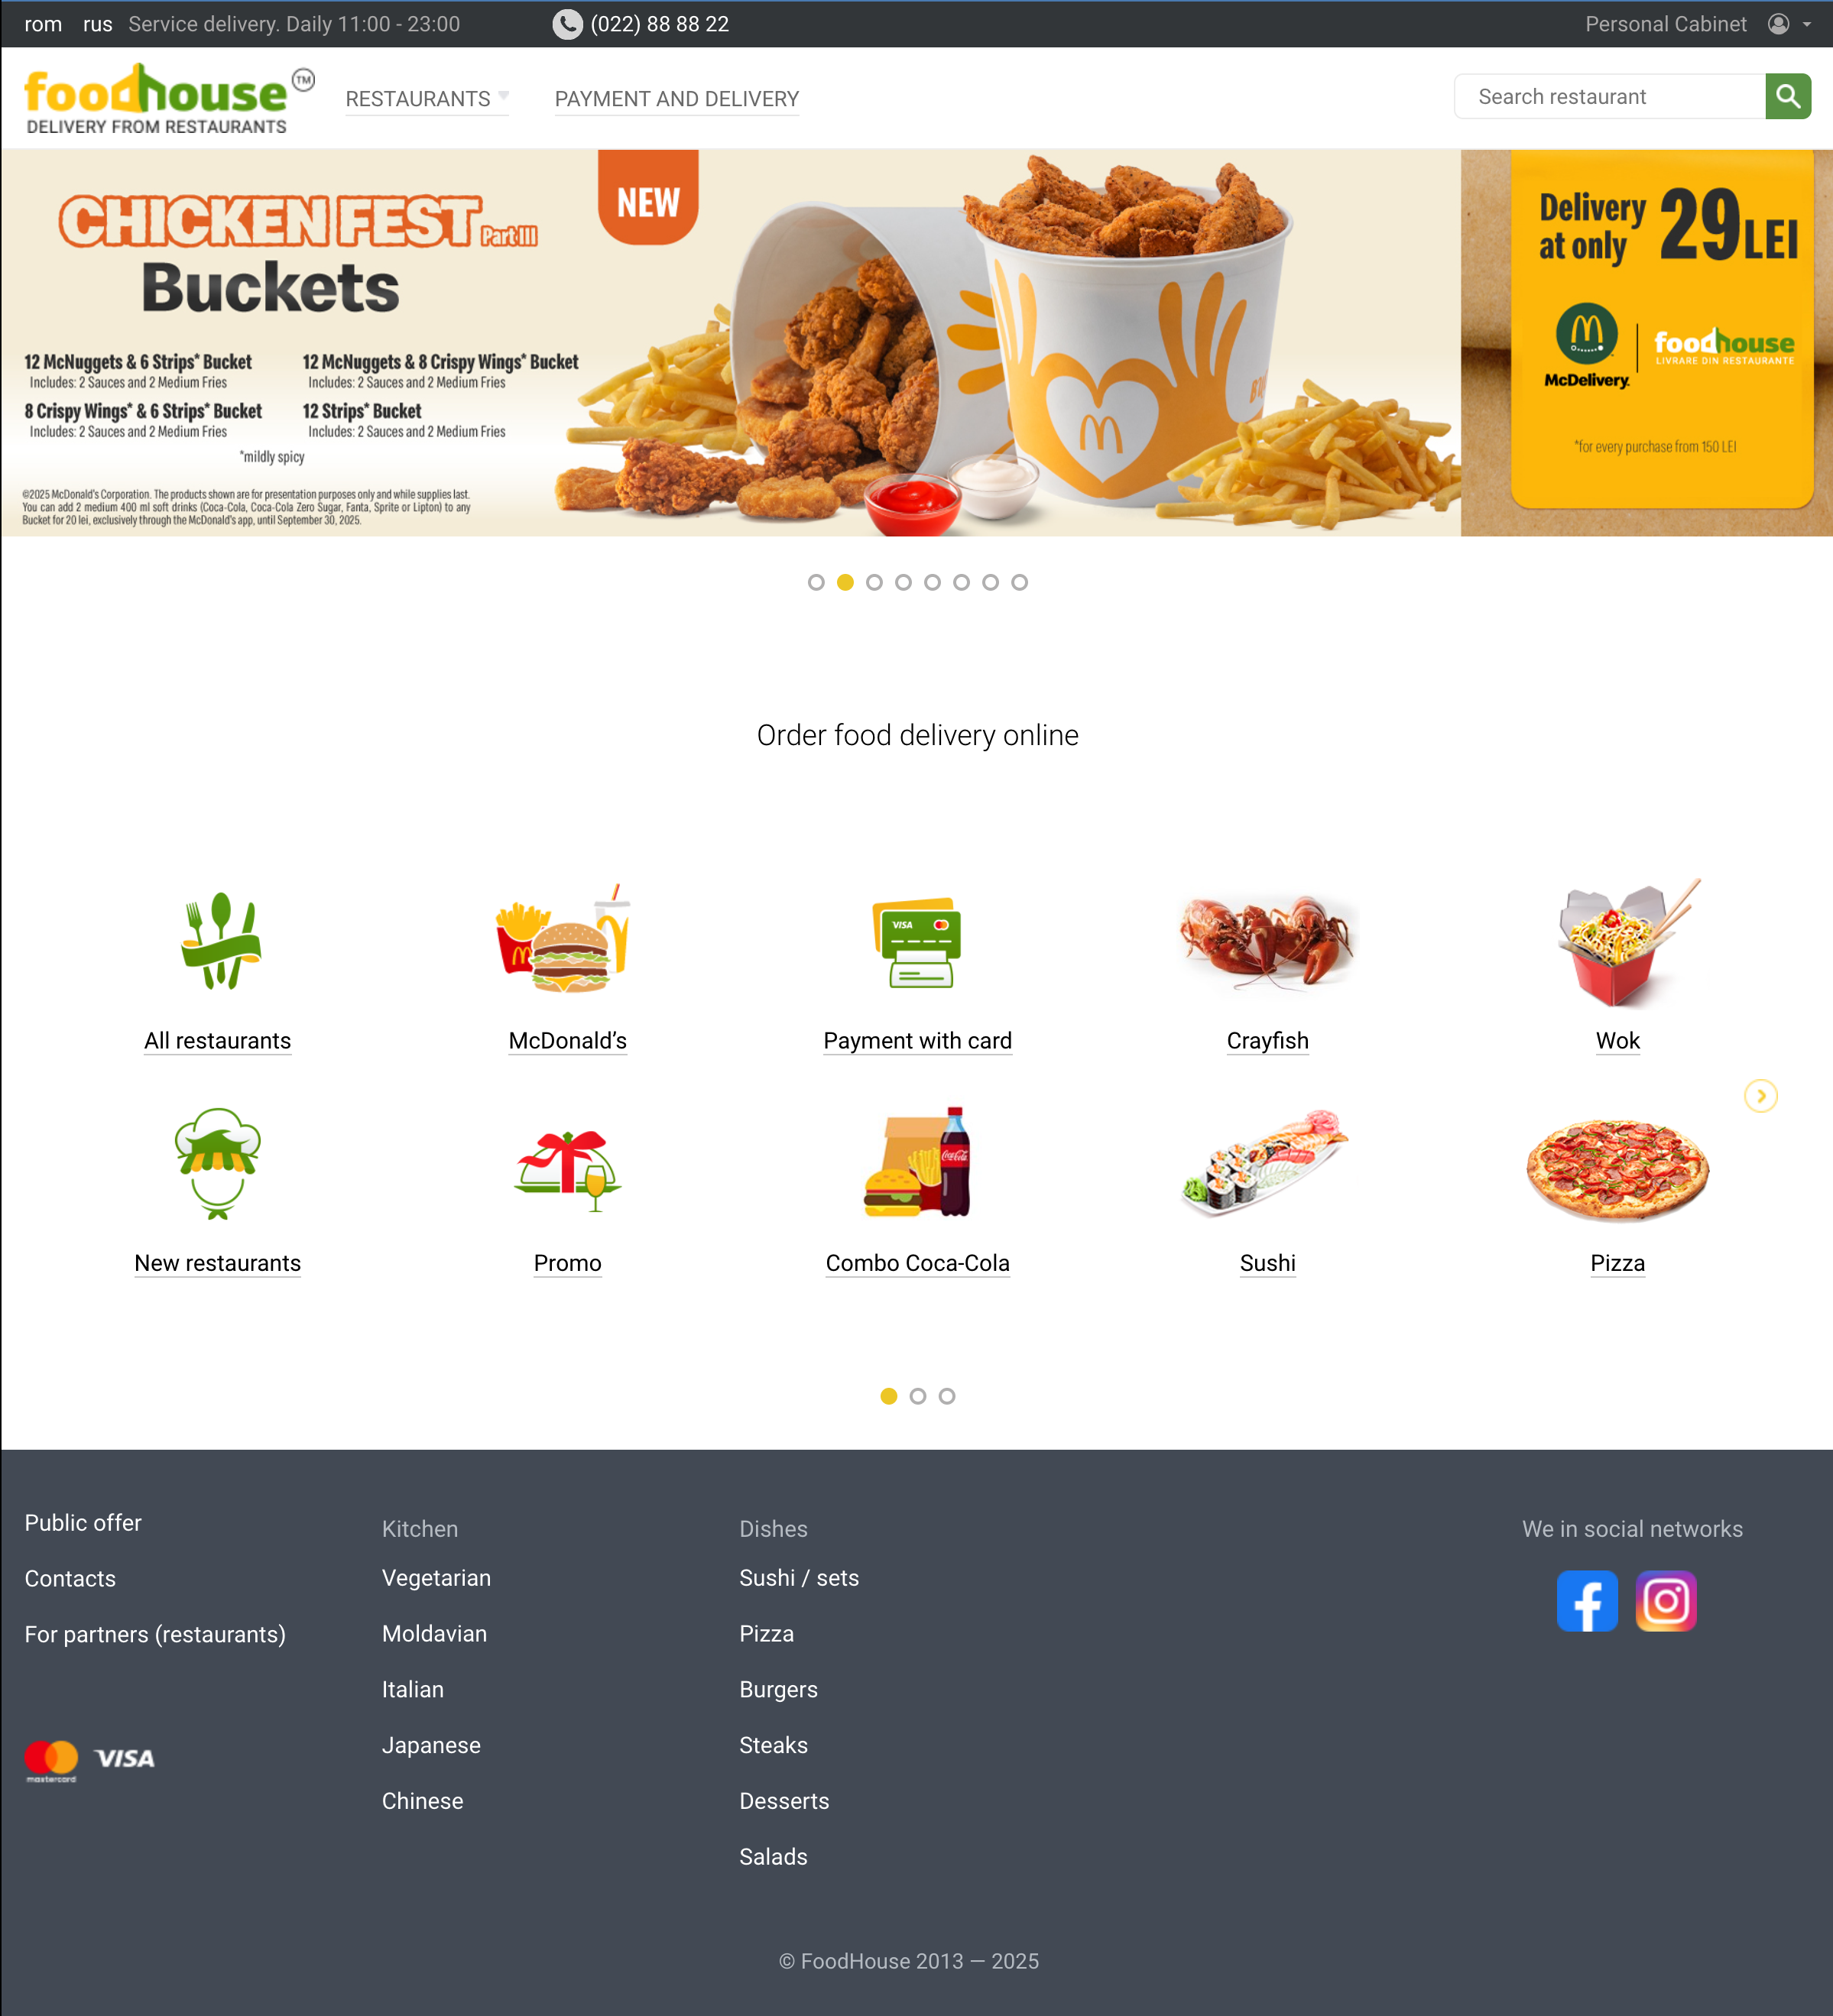 rom rus Service delivery. Daily 11:00 - 23:00 (022) 88 88 22 Personal Cabinet
foodhouse TM
DELIVERY FROM RESTAURANTS
RESTAURANTS PAYMENT AND DELIVERY Search restaurant
CHICKEN FEST Part III
Buckets
NEW
12 McNuggets & 6 Strips* Bucket
Includes: 2 Sauces and 2 Medium Fries
12 McNuggets & 8 Crispy Wings* Bucket
Includes: 2 Sauces and 2 Medium Fries
8 Crispy Wings* & 6 Strips* Bucket
Includes: 2 Sauces and 2 Medium Fries
12 Strips* Bucket
Includes: 2 Sauces and 2 Medium Fries
*mildly spicy
©2025 McDonald's Corporation. The products shown are for presentation purposes only and while supplies last.
You can add 2 medium 400 ml soft drinks (Coca-Cola, Coca-Cola Zero Sugar, Fanta, Sprite or Lipton) to any
Bucket for 20 lei, exclusively through the McDonald's app, until September 30, 2025.
Delivery
at only 29 LEI
McDelivery.
foodhouse
LIVRARE DIN RESTAURANTE
*for every purchase from 150 LEI
Order food delivery online
VISA
All restaurants
McDonald's
Payment with card
Crayfish
Wok
Coca-Cola
New restaurants
Promo
Combo Coca-Cola
Sushi
Pizza
Public offer
Contacts
For partners (restaurants)
mastercard VISA
Kitchen
Vegetarian
Moldavian
Italian
Japanese
Chinese
Dishes
Sushi / sets
Pizza
Burgers
Steaks
Desserts
Salads
We in social networks
© FoodHouse 2013 — 2025